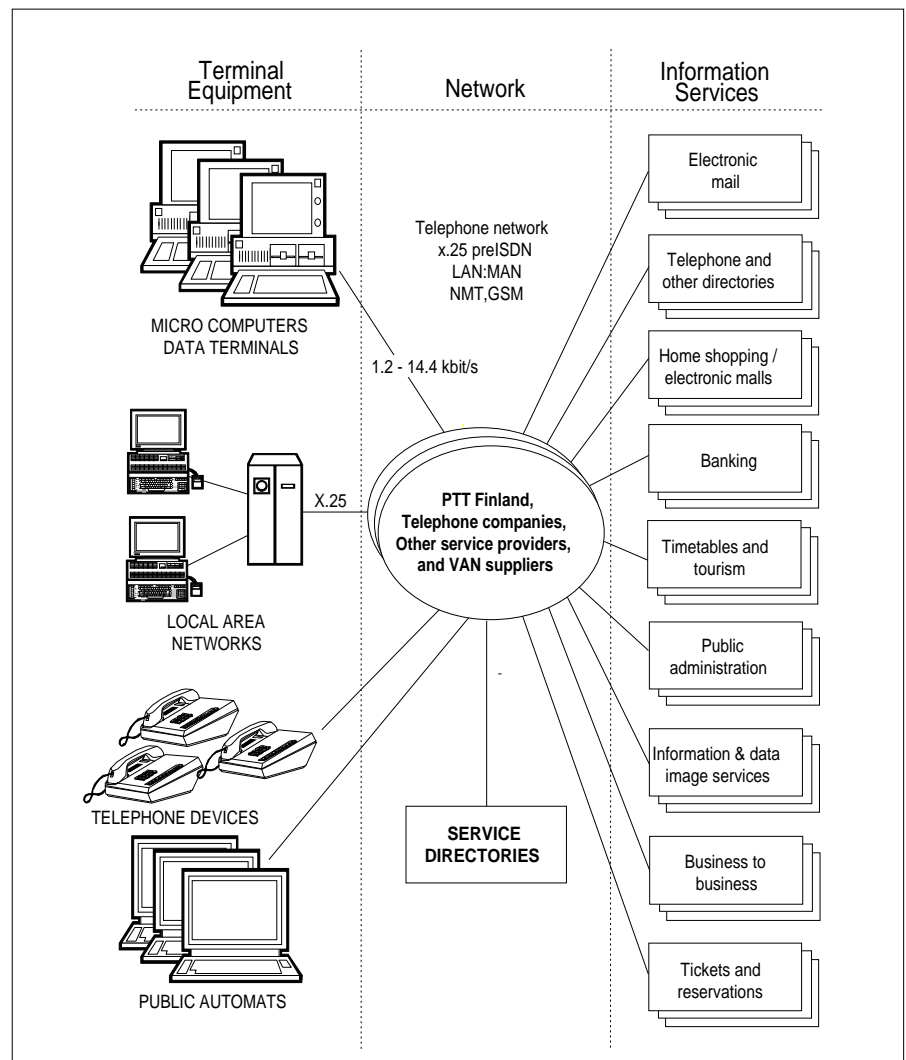 Terminal
Equipment
Network
Information
Services
MICRO COMPUTERS
DATA TERMINALS
Telephone network
x.25 preISDN
LAN:MAN
NMT,GSM
1.2 - 14.4 kbit/s
X.25
LOCAL AREA
NETWORKS
PTT Finland,
Telephone companies,
Other service providers,
and VAN suppliers
TELEPHONE DEVICES
PUBLIC AUTOMATS
-
SERVICE
DIRECTORIES
Electronic
mail
Telephone and
other directories
Home shopping /
electronic malls
Banking
Timetables and
tourism
Public
administration
Information & data
image services
Business to
business
Tickets and
reservations